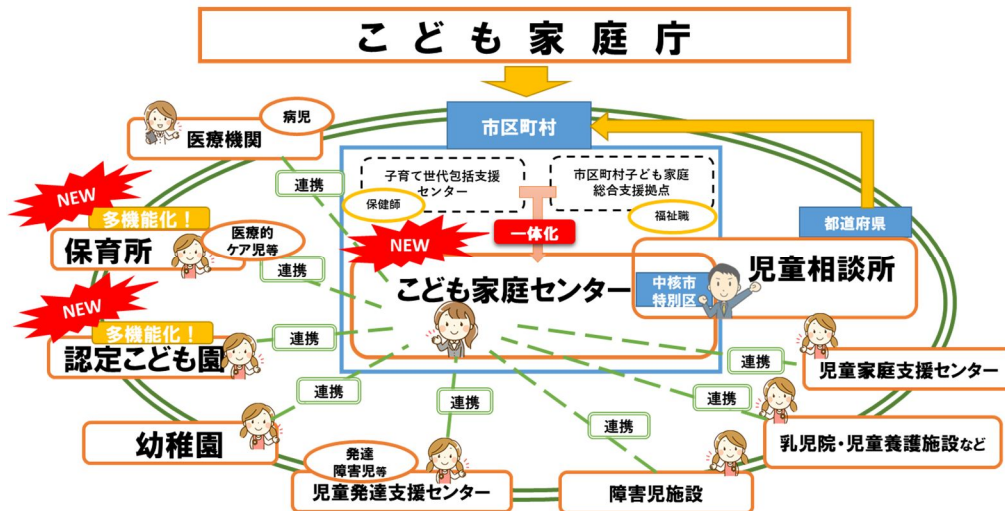 こども家庭庁
市区町村
病児
医療機関
連携
子育て世代包括支援
センター
保健師
市区町村子ども家庭
総合支援拠点
福祉職
一体化
都道府県
NEW
多機能化！
保育所
医療的
ケア児等
連携
NEW
こども家庭センター
中核市
特別区
児童相談所
NEW
多機能化！
認定こども園
連携
連携
児童家庭支援センター
幼稚園
連携
連携
連携
連携
乳児院・児童養護施設など
発達
障害児等
児童発達支援センター
障害児施設